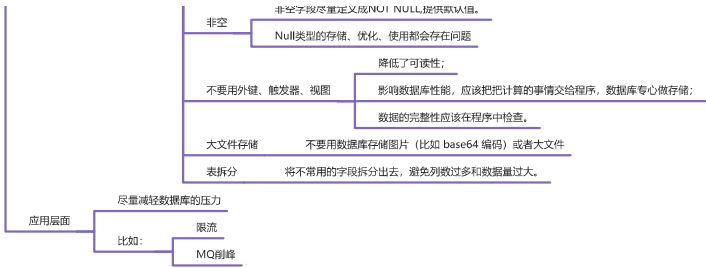 非空字段尽量定义成NOT NULL,提供默认值。
非空
Null类型的存储、优化、使用都会存在问题
降低了可读性；
不要用外键、触发器、视图
影响数据库性能，应该把把计算的事情交给程序，数据库专心做存储；
数据的完整性应该在程序中检查。
大文件存储
不要用数据库存储图片（比如 base64 编码）或者大文件
表拆分
将不常用的字段拆分出去，避免列数过多和数据量过大。
尽量减轻数据库的压力
应用层面
限流
比如：
MQ削峰